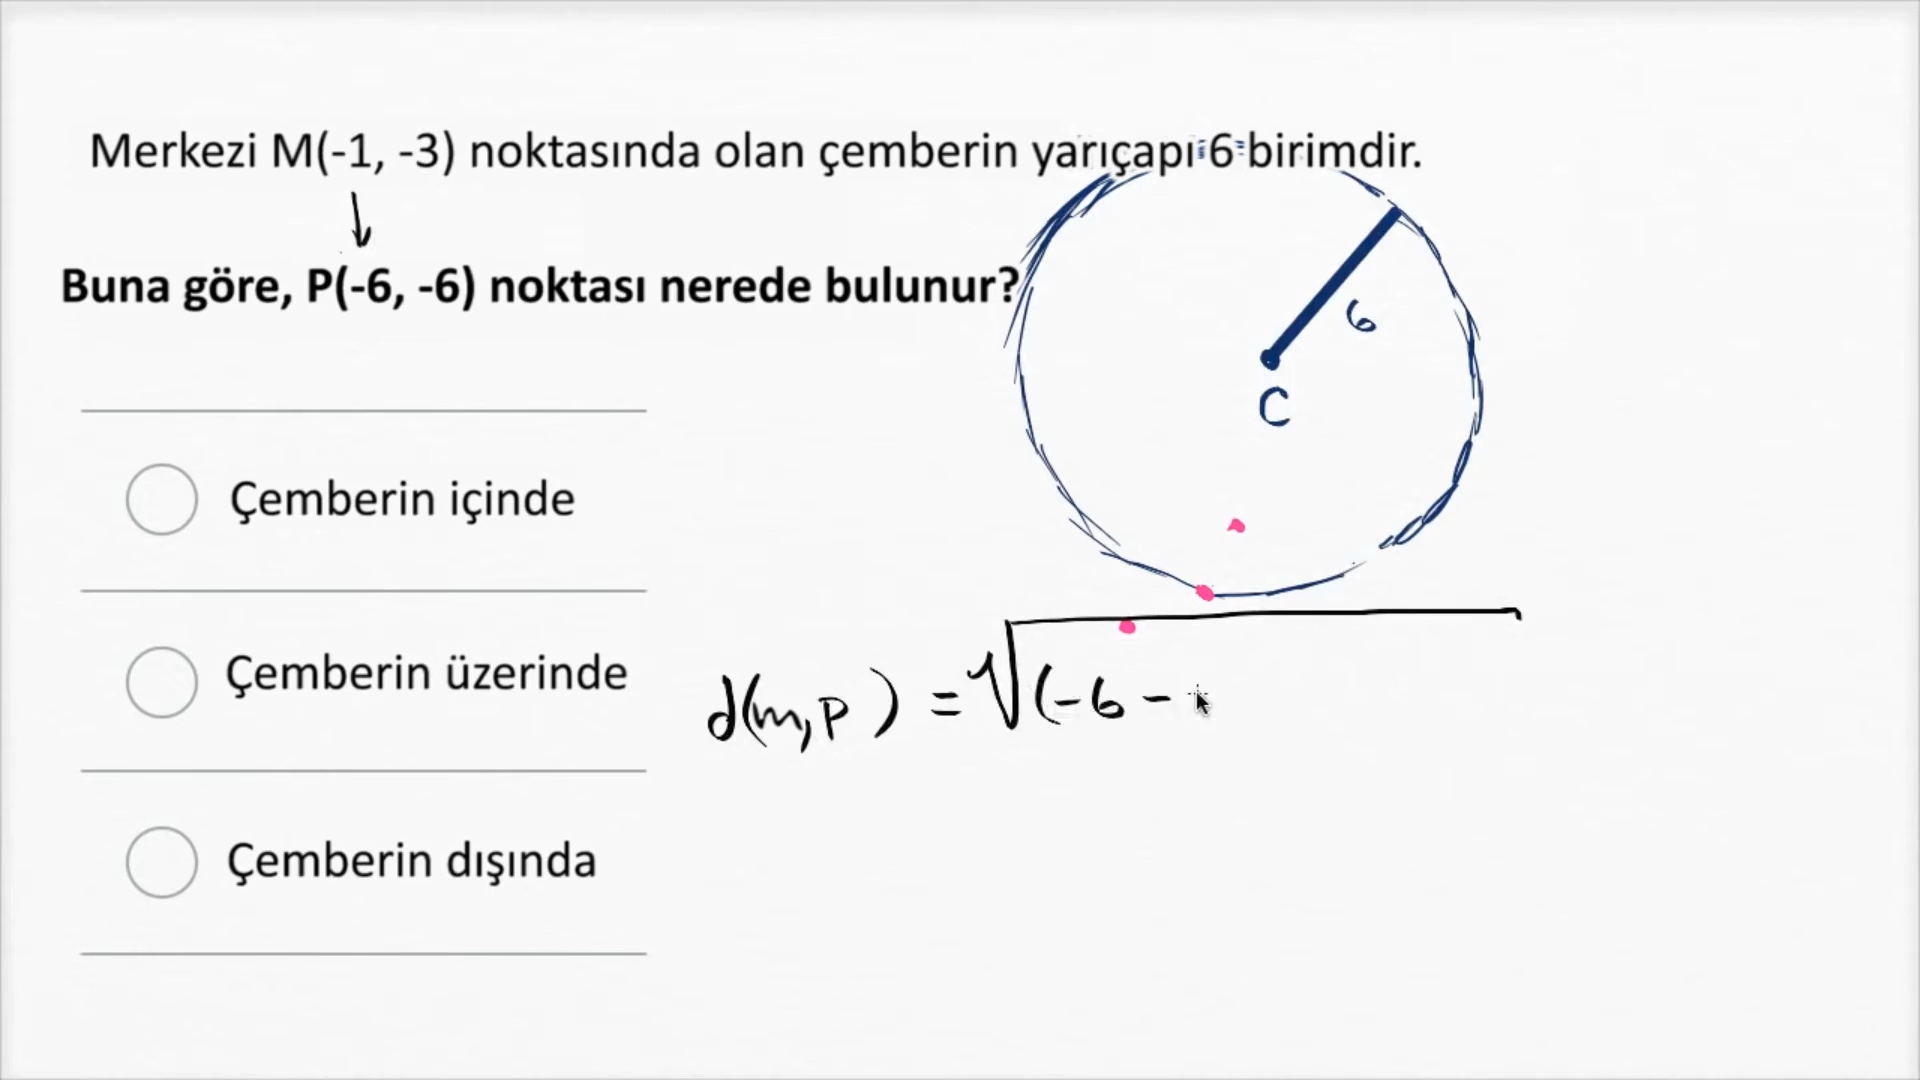 Merkezi M(-1, -3) noktasında olan çemberin yarıçapı 6 birimdir.
Buna göre, P(-6, -6) noktası nerede bulunur?
6
C
Çemberin içinde
Çemberin üzerinde
d(m,P) = √(-6 -
Çemberin dışında